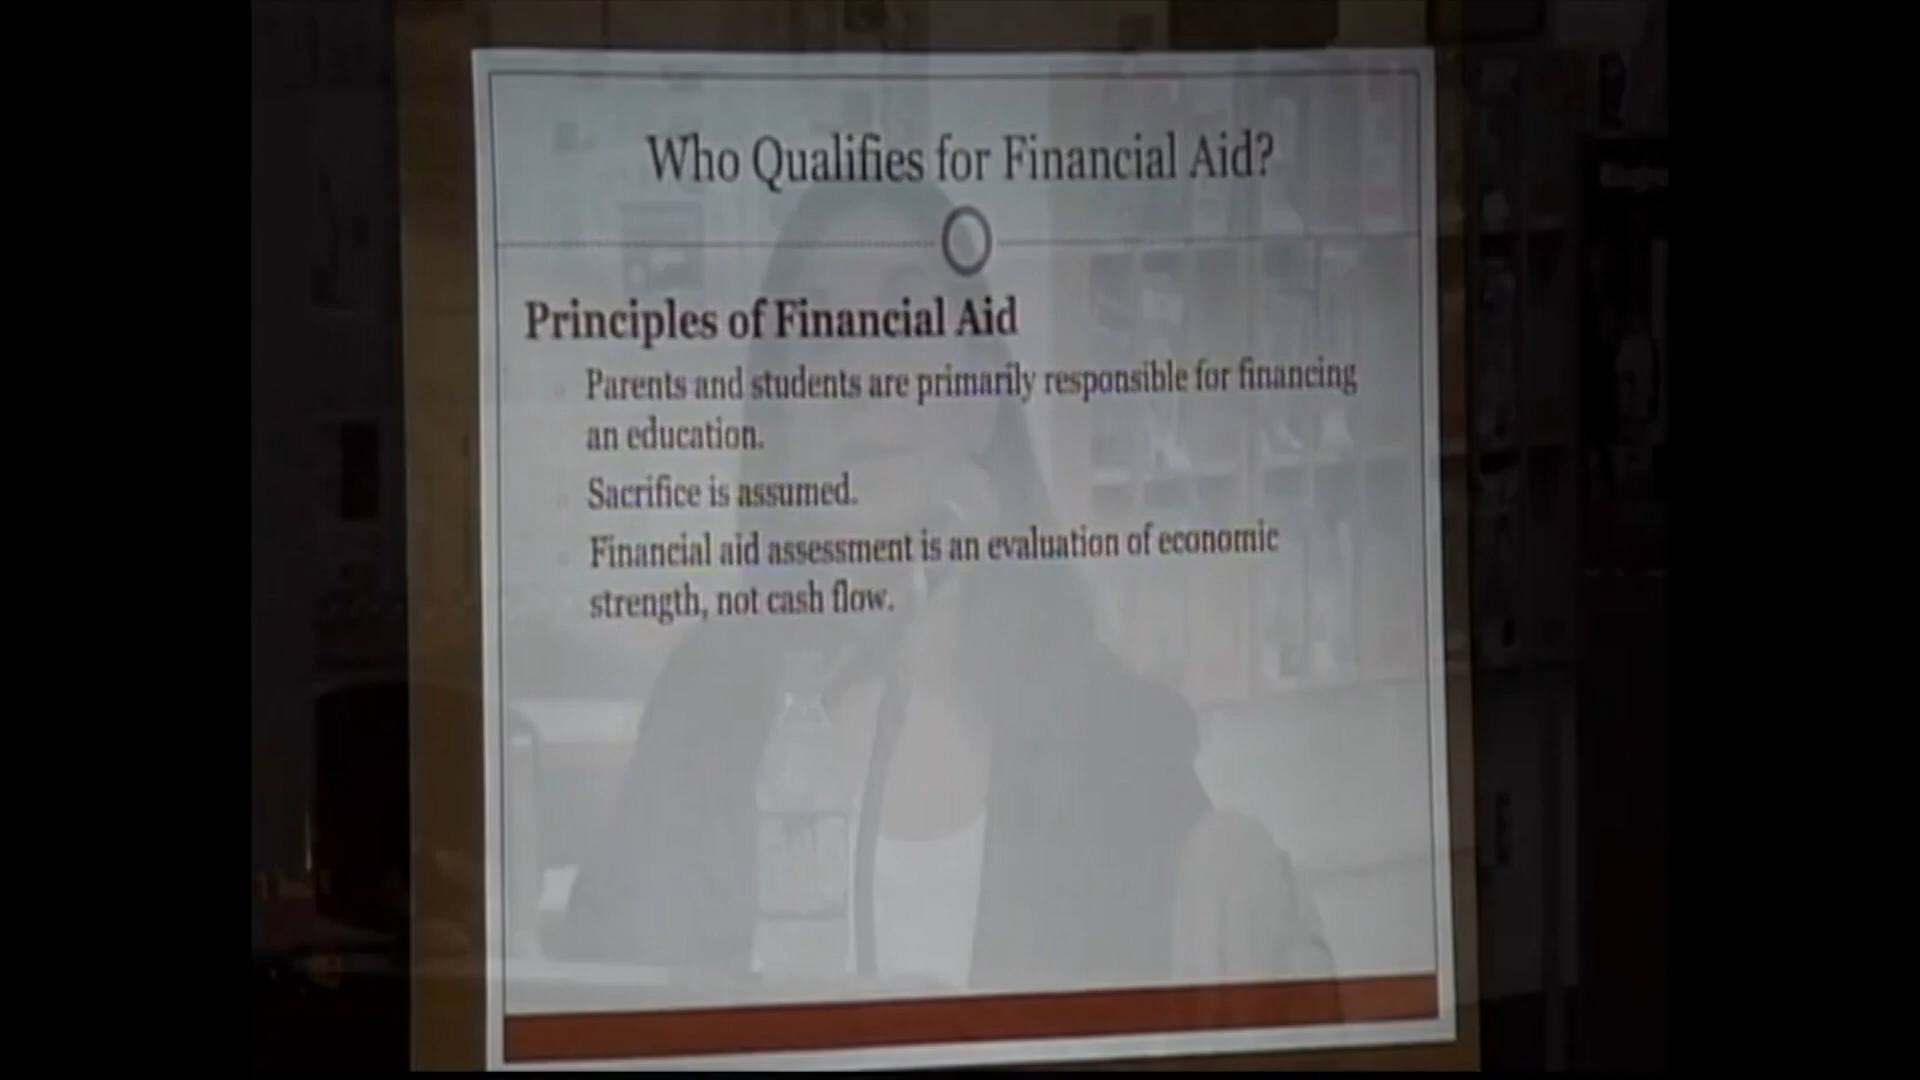 Who Qualifies for Financial Aid?
Principles of Financial Aid
Parents and students are primarily responsible for financing
an education.
Sacrifice is assumed.
Financial aid assessment is an evaluation of economic
strength, not cash flow.